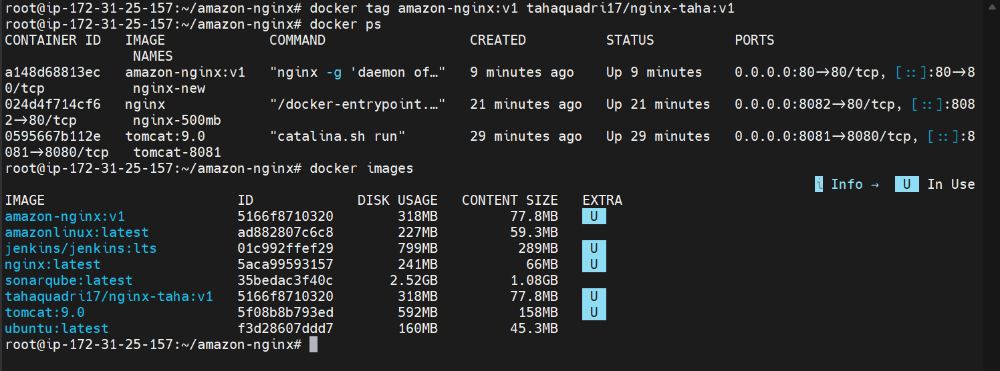 root@ip-172-31-25-157:~/amazon-nginx# docker tag amazon-nginx:v1 tahaquadri17/nginx-taha:v1
root@ip-172-31-25-157:~/amazon-nginx# docker ps
CONTAINER ID   IMAGE             COMMAND                  CREATED          STATUS          PORTS
                NAMES
a148d68813ec   amazon-nginx:v1   "nginx -g 'daemon of…"   9 minutes ago    Up 9 minutes    0.0.0.0:80->80/tcp, [::]:80->8
0/tcp           nginx-new
024d4f714cf6   nginx             "/docker-entrypoint.…"   21 minutes ago   Up 21 minutes   0.0.0.0:8082->80/tcp, [::]:808
2->80/tcp       nginx-500mb
0595667b112e   tomcat:9.0        "catalina.sh run"        29 minutes ago   Up 29 minutes   0.0.0.0:8081->8080/tcp, [::]:8
081->8080/tcp   tomcat-8081
root@ip-172-31-25-157:~/amazon-nginx# docker images
i Info →   U  In Use
IMAGE                        ID             DISK USAGE   CONTENT SIZE   EXTRA
amazon-nginx:v1              5166f8710320        318MB         77.8MB    U
amazonlinux:latest           ad882807c6c8        227MB         59.3MB
jenkins/jenkins:lts          01c992ffef29        799MB          289MB    U
nginx:latest                 5aca99593157        241MB           66MB    U
sonarqube:latest             35bedac3f40c       2.52GB         1.08GB
tahaquadri17/nginx-taha:v1   5166f8710320        318MB         77.8MB    U
tomcat:9.0                   5f08b8b793ed        592MB          158MB    U
ubuntu:latest                f3d28607ddd7        160MB         45.3MB
root@ip-172-31-25-157:~/amazon-nginx#